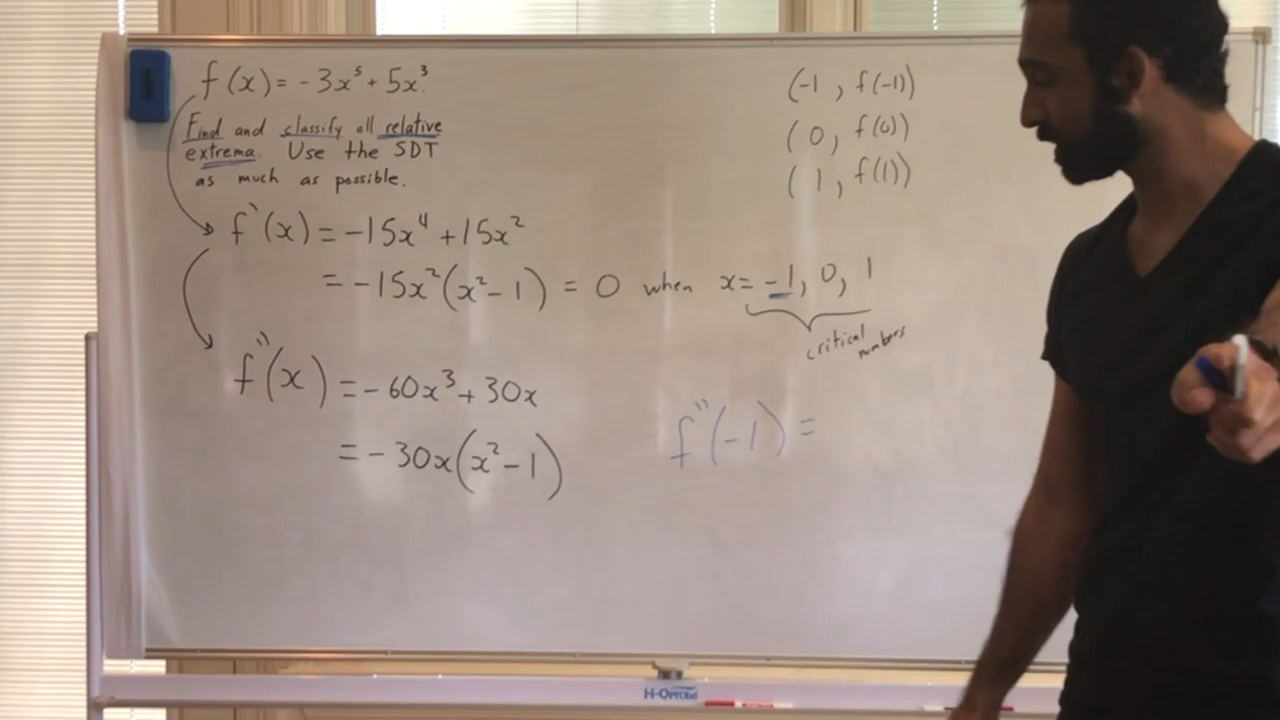 f(x) = -3x⁵ + 5x³.
Find and classify all relative
extrema. Use the SDT
as much as possible.
(-1, f(-1))
(0, f(0))
(1, f(1))
f'(x) = -15x⁴ + 15x²
= -15x²(x² - 1) = 0 when x = -1, 0, 1
critical numbers
f''(x) = -60x³ + 30x
= -30x(x² - 1)
f''(-1) =